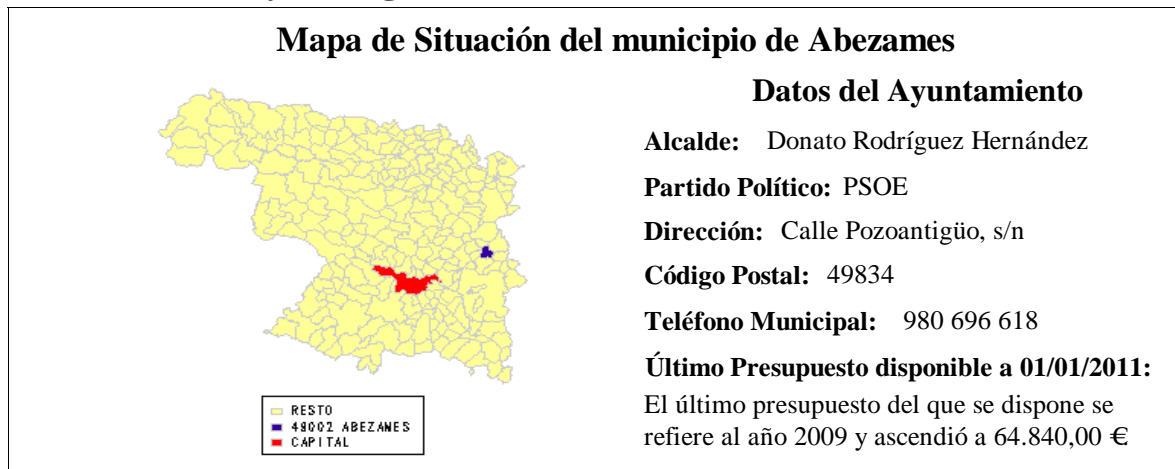 Mapa de Situación del municipio de Abezames
Datos del Ayuntamiento
Alcalde: Donato Rodríguez Hernández
Partido Político: PSOE
Dirección: Calle Pozoantigüo, s/n
Código Postal: 49834
Teléfono Municipal: 980 696 618
Último Presupuesto disponible a 01/01/2011:
El último presupuesto del que se dispone se
refiere al año 2009 y ascendió a 64.840,00 €
RESTO
49002 ABEZAMES
CAPITAL